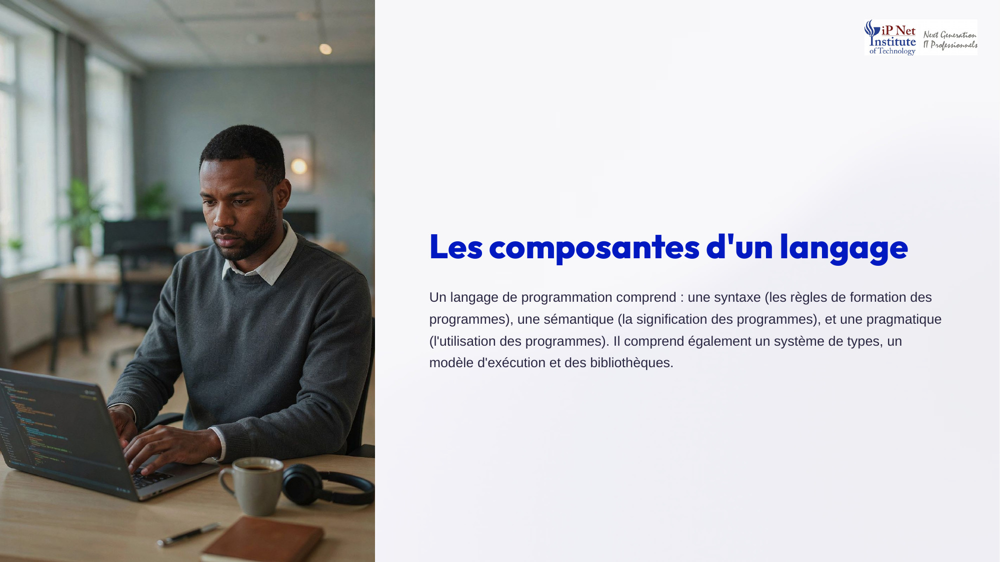 iP Net
Institute
of Technology
Next Generation
IT Professionnels
Les composantes d'un langage
Un langage de programmation comprend : une syntaxe (les règles de formation des
programmes), une sémantique (la signification des programmes), et une pragmatique
(l'utilisation des programmes). Il comprend également un système de types, un
modèle d'exécution et des bibliothèques.